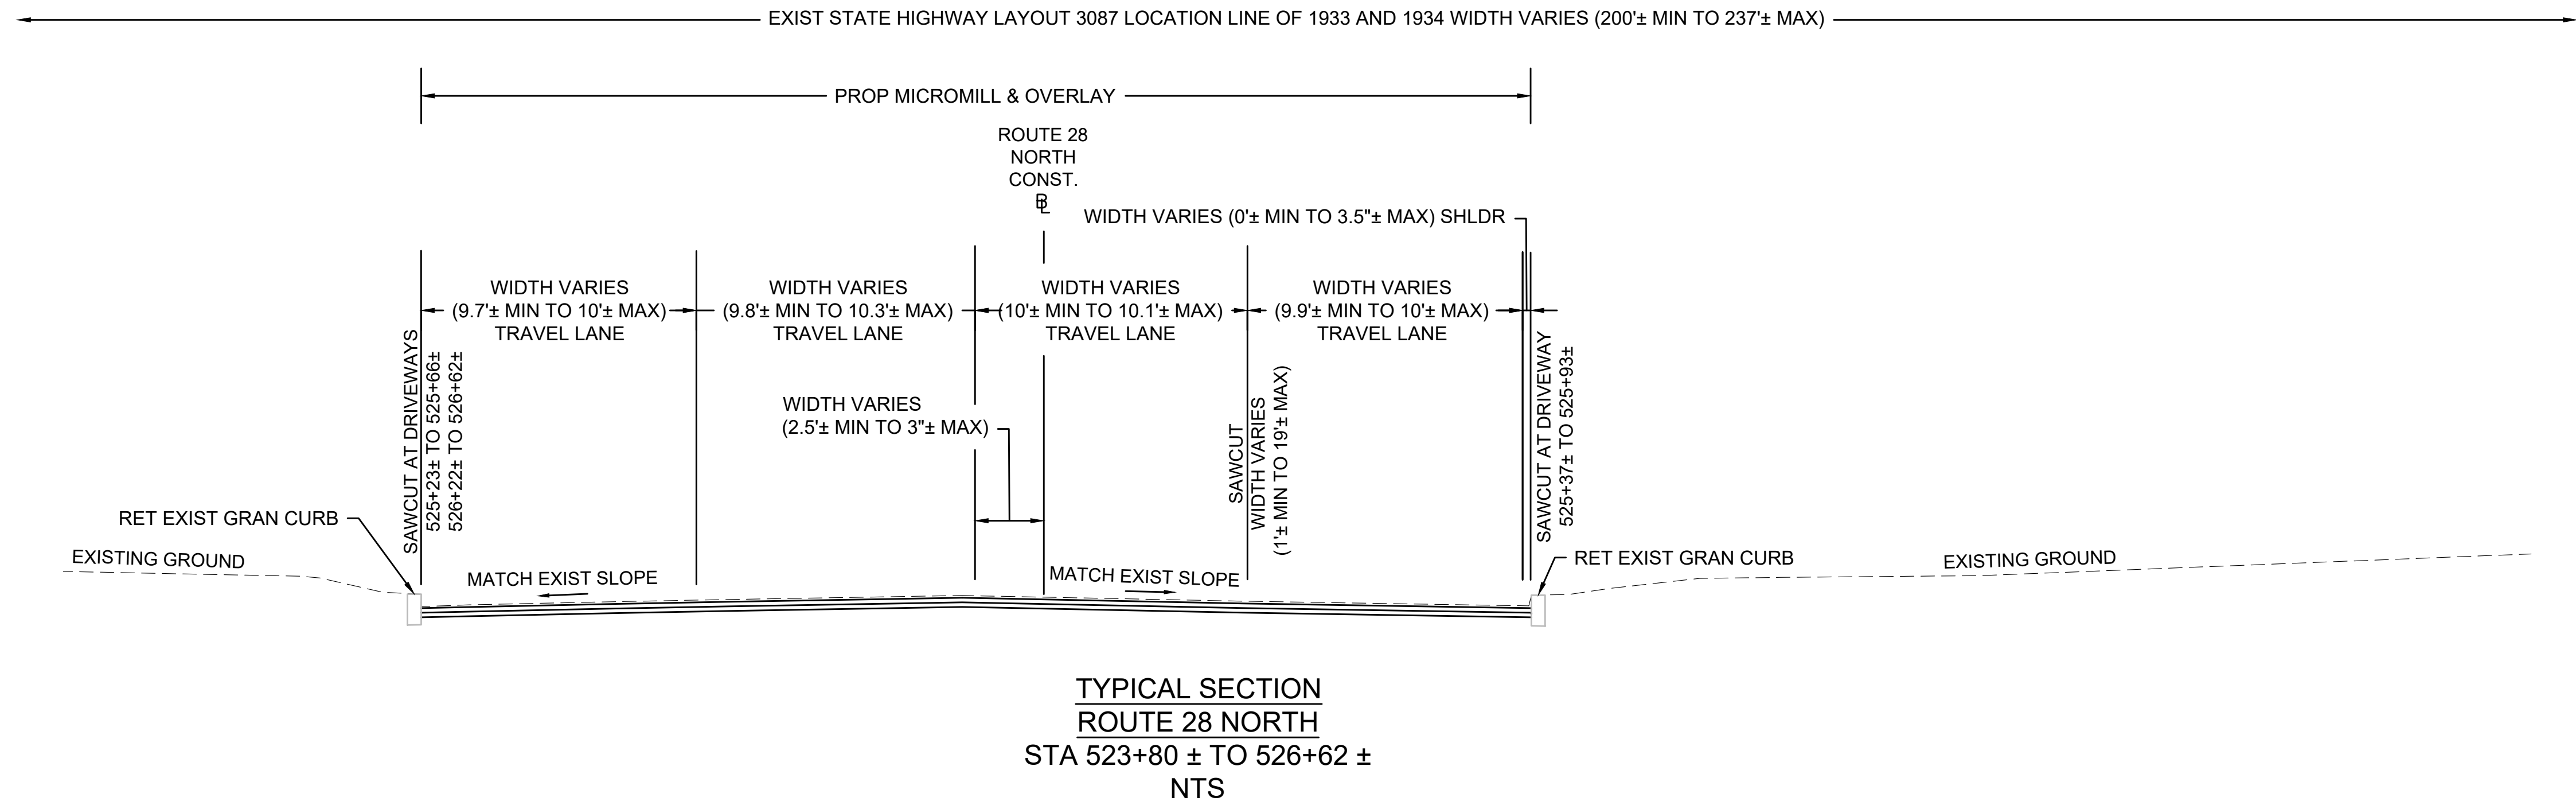 EXIST STATE HIGHWAY LAYOUT 3087 LOCATION LINE OF 1933 AND 1934 WIDTH VARIES (200'± MIN TO 237'± MAX)
PROP MICROMILL & OVERLAY
ROUTE 28
NORTH
CONST.
BL
WIDTH VARIES (0'± MIN TO 3.5"± MAX) SHLDR
WIDTH VARIES
(9.7'± MIN TO 10'± MAX)
TRAVEL LANE
WIDTH VARIES
(9.8'± MIN TO 10.3'± MAX)
TRAVEL LANE
WIDTH VARIES
(10'± MIN TO 10.1'± MAX)
TRAVEL LANE
WIDTH VARIES
(9.9'± MIN TO 10'± MAX)
TRAVEL LANE
SAWCUT AT DRIVEWAYS
525+23± TO 525+66±
526+22± TO 526+62±
WIDTH VARIES
(2.5'± MIN TO 3"± MAX)
SAWCUT
WIDTH VARIES
(1'± MIN TO 19'± MAX)
SAWCUT AT DRIVEWAY
525+37± TO 525+93±
RET EXIST GRAN CURB
EXISTING GROUND
MATCH EXIST SLOPE
MATCH EXIST SLOPE
RET EXIST GRAN CURB
EXISTING GROUND
TYPICAL SECTION
ROUTE 28 NORTH
STA 523+80 ± TO 526+62 ±
NTS